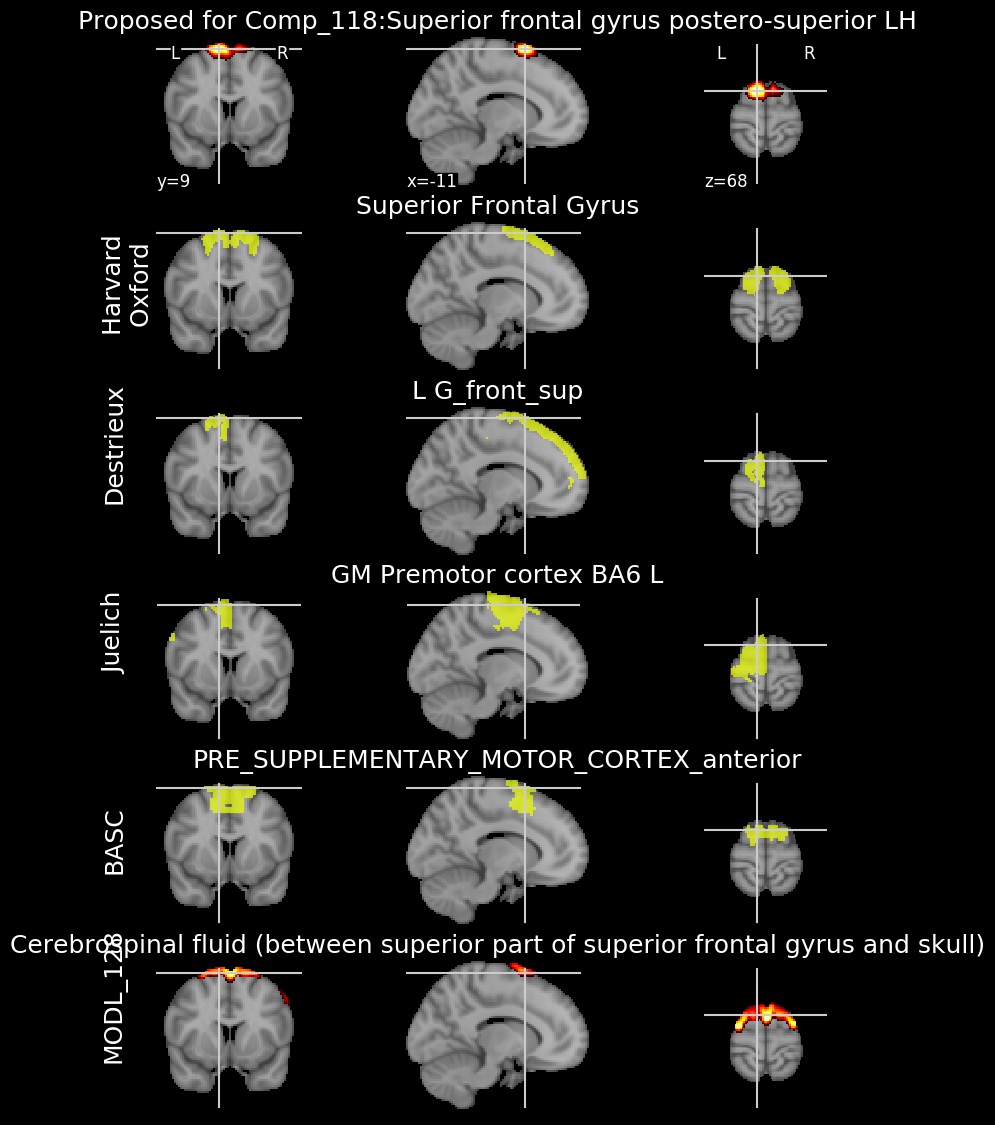 Proposed for Comp_118:Superior frontal gyrus postero-superior LH
L R
L R
y=9
x=-11
z=68
Superior Frontal Gyrus
Harvard
Oxford
L G_front_sup
Destrieux
GM Premotor cortex BA6 L
Juelich
PRE_SUPPLEMENTARY_MOTOR_CORTEX_anterior
BASC
Cerebrospinal fluid (between superior part of superior frontal gyrus and skull)
MODL_128